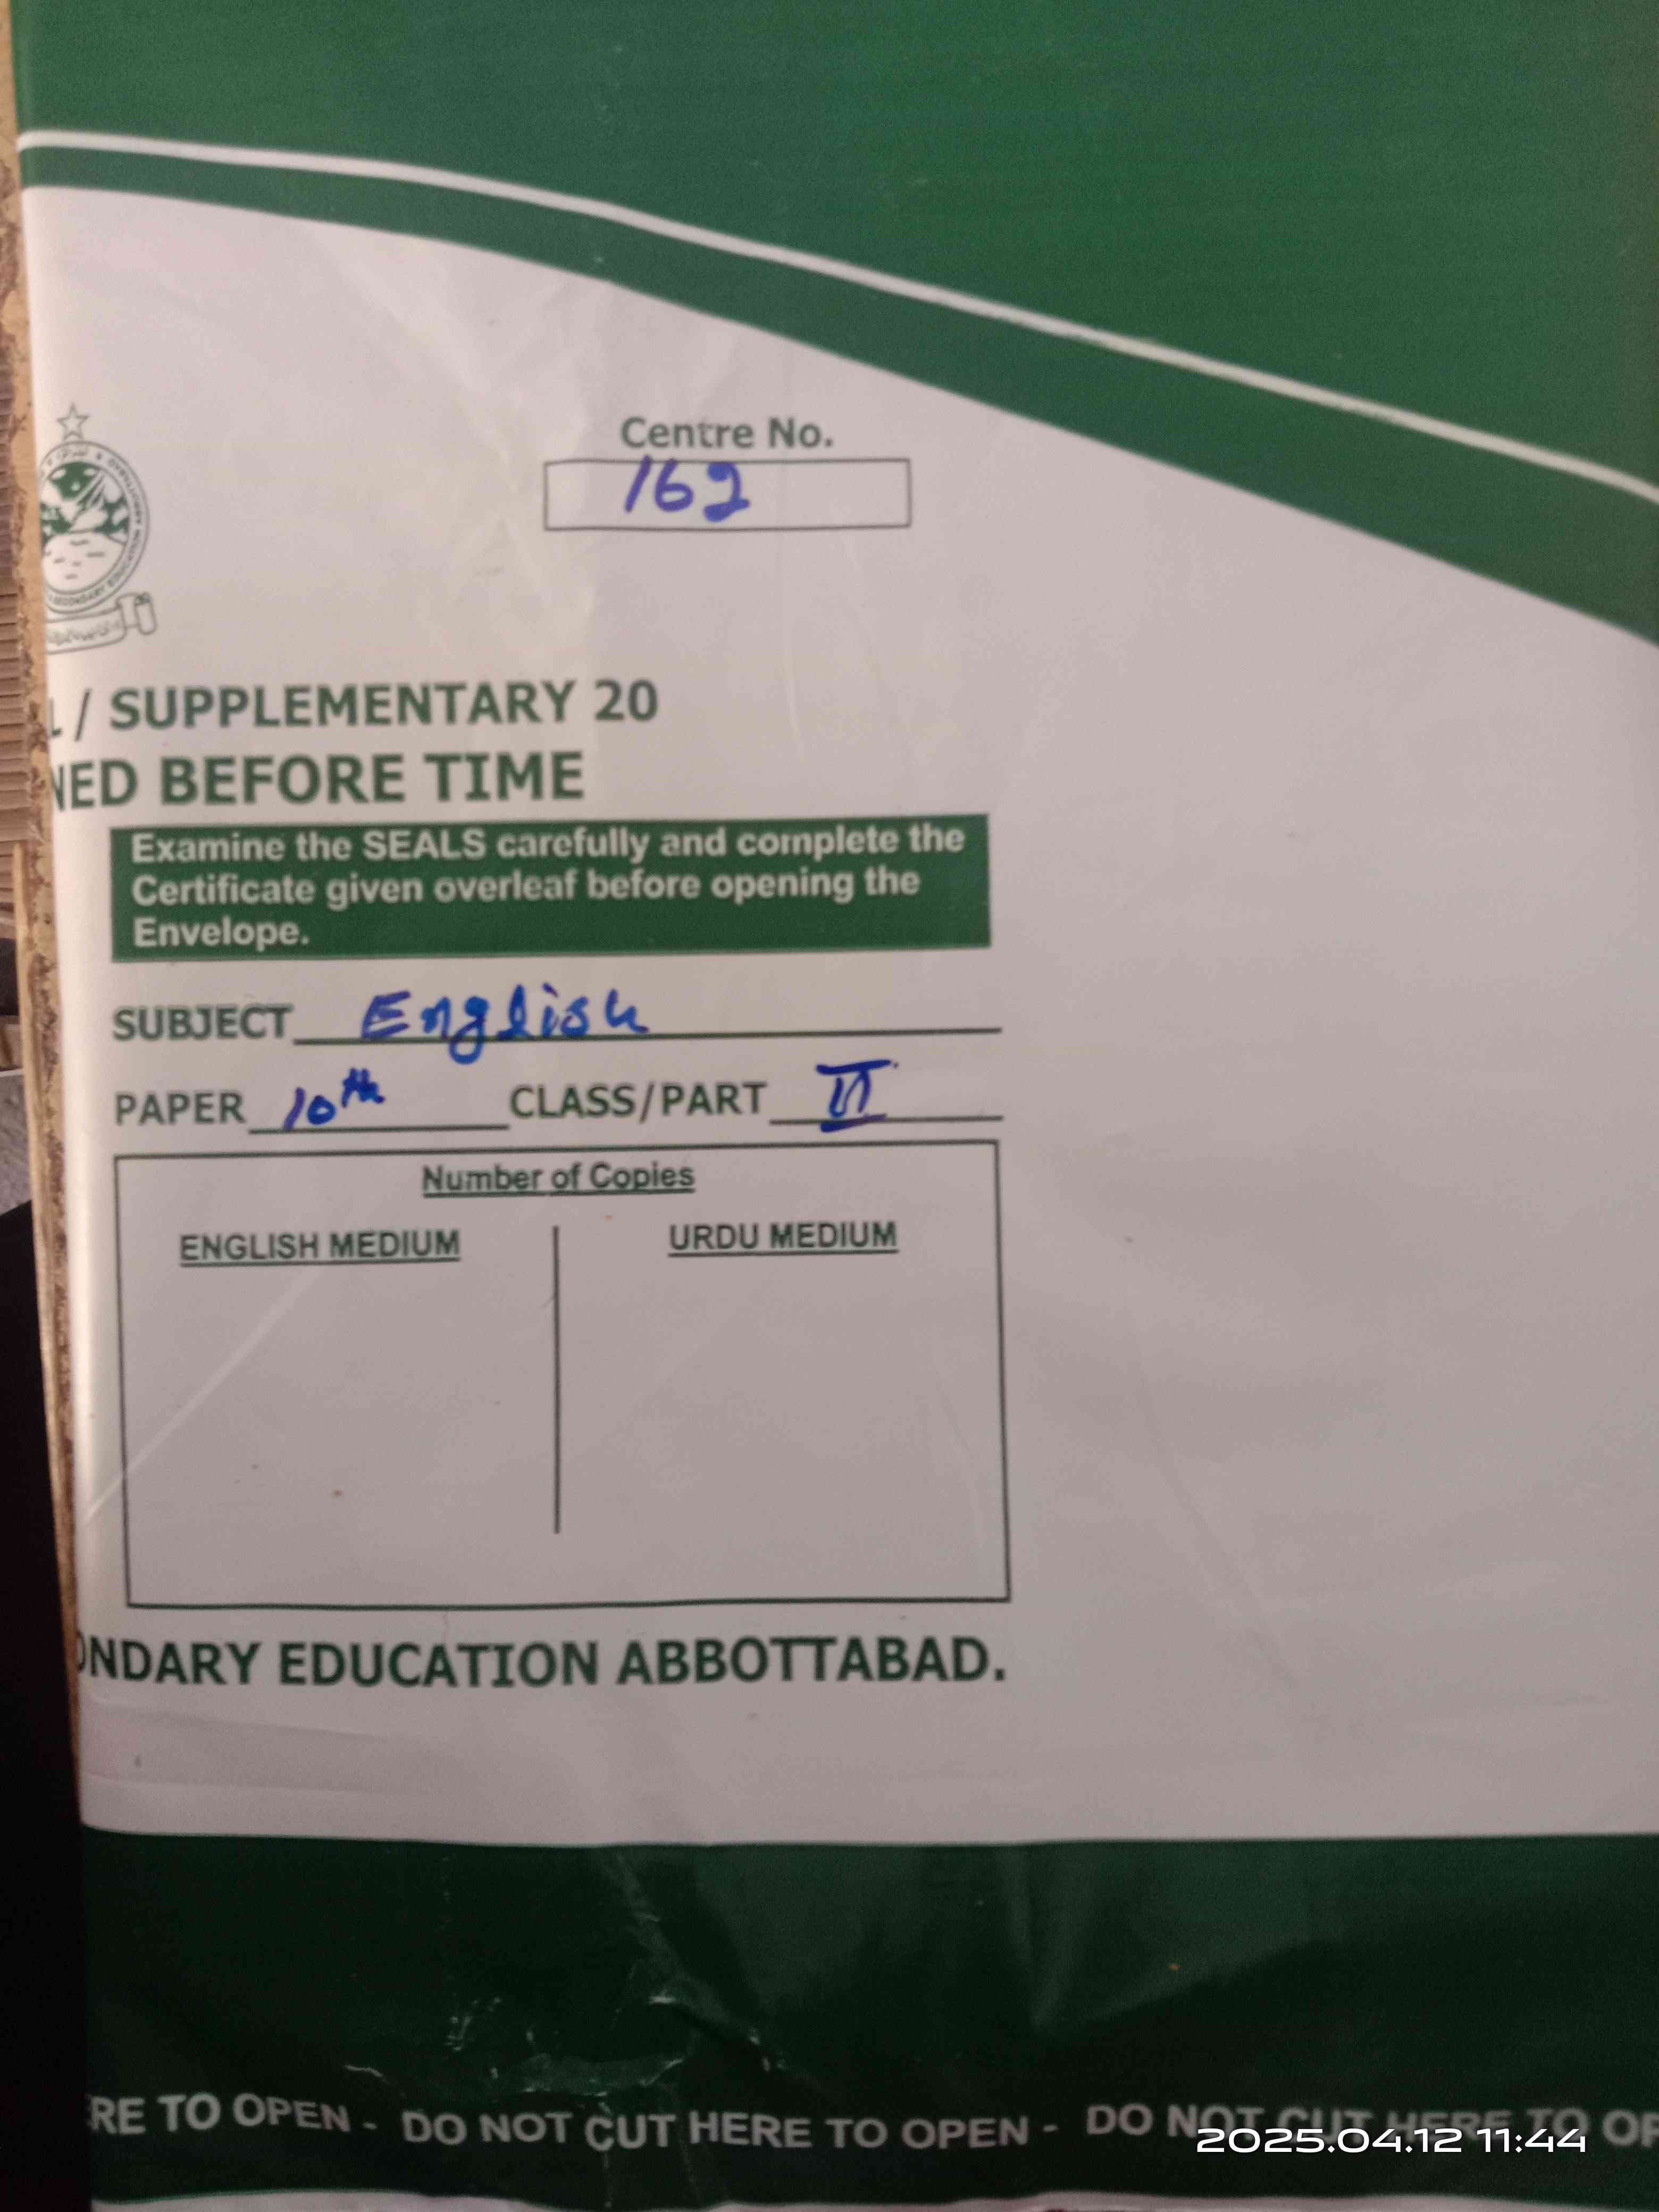 Centre No.
162
L / SUPPLEMENTARY 20
NED BEFORE TIME
Examine the SEALS carefully and complete the
Certificate given overleaf before opening the
Envelope.
SUBJECT English
PAPER 10th CLASS/PART II
Number of Copies
ENGLISH MEDIUM URDU MEDIUM
ONDARY EDUCATION ABBOTTABAD.
ERE TO OPEN - DO NOT CUT HERE TO OPEN - DO NOT CUT HERE TO OP
2025.04.12 11:44